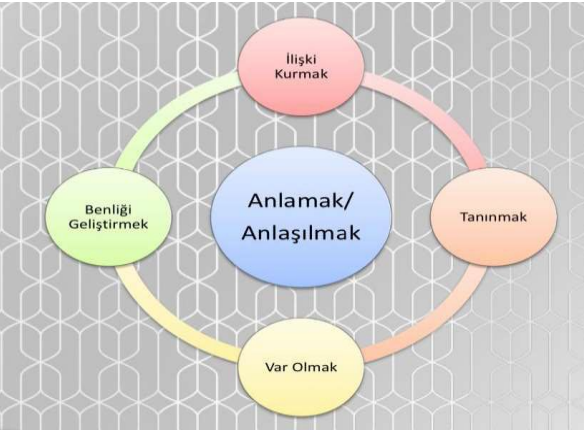 İlişki
Kurmak
Benliği
Geliştirmek
Anlamak/
Anlaşılmak
Tanınmak
Var Olmak